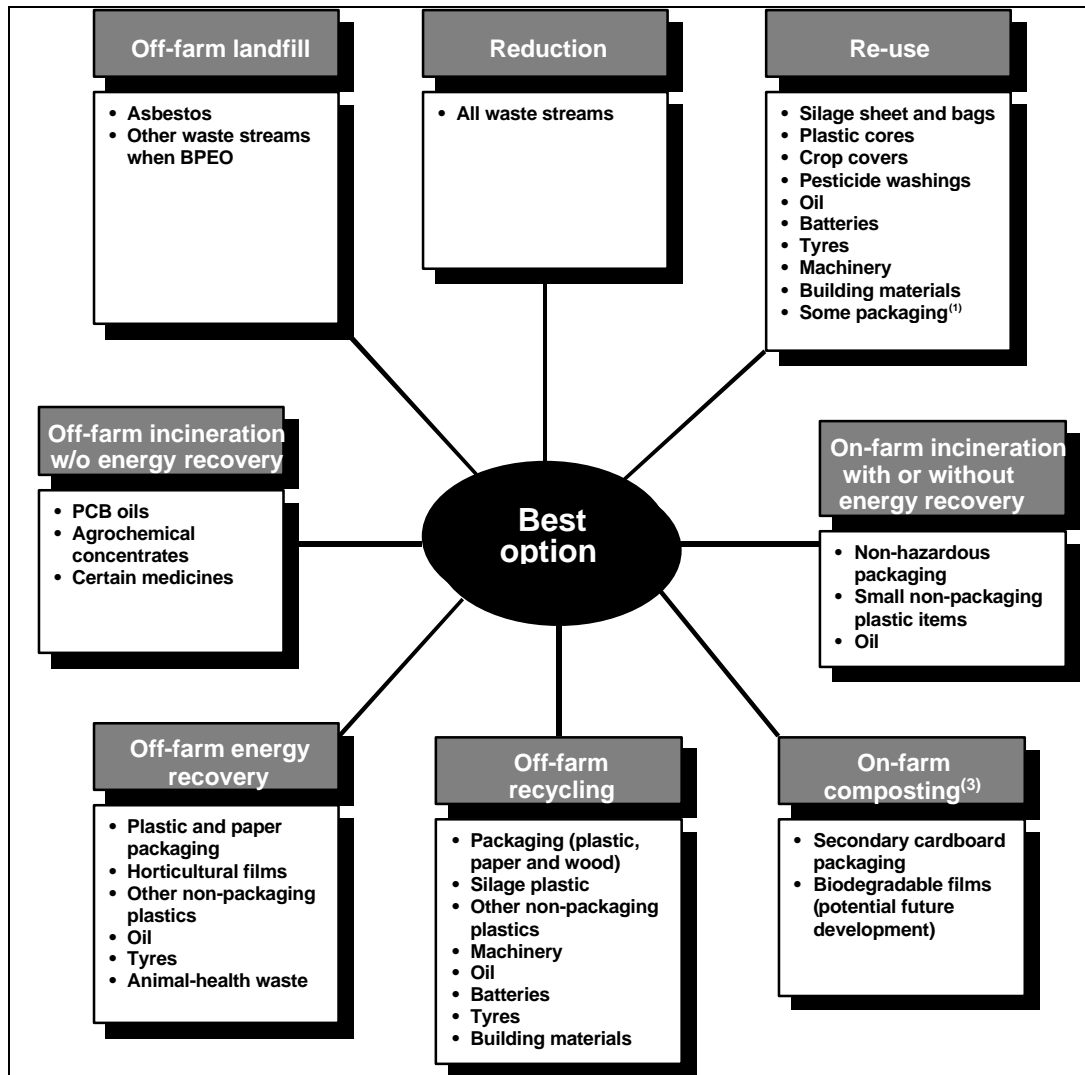 Off-farm landfill
• Asbestos
• Other waste streams
when BPEO
Reduction
• All waste streams
Re-use
• Silage sheet and bags
• Plastic cores
• Crop covers
• Pesticide washings
• Oil
• Batteries
• Tyres
• Machinery
• Building materials
• Some packaging(1)
Off-farm incineration
w/o energy recovery
• PCB oils
• Agrochemical
concentrates
• Certain medicines
Best
option
On-farm incineration
with or without
energy recovery
• Non-hazardous
packaging
• Small non-packaging
plastic items
• Oil
Off-farm energy
recovery
• Plastic and paper
packaging
• Horticultural films
• Other non-packaging
plastics
• Oil
• Tyres
• Animal-health waste
Off-farm
recycling
• Packaging (plastic,
paper and wood)
• Silage plastic
• Other non-packaging
plastics
• Machinery
• Oil
• Batteries
• Tyres
• Building materials
On-farm
composting(3)
• Secondary cardboard
packaging
• Biodegradable films
(potential future
development)